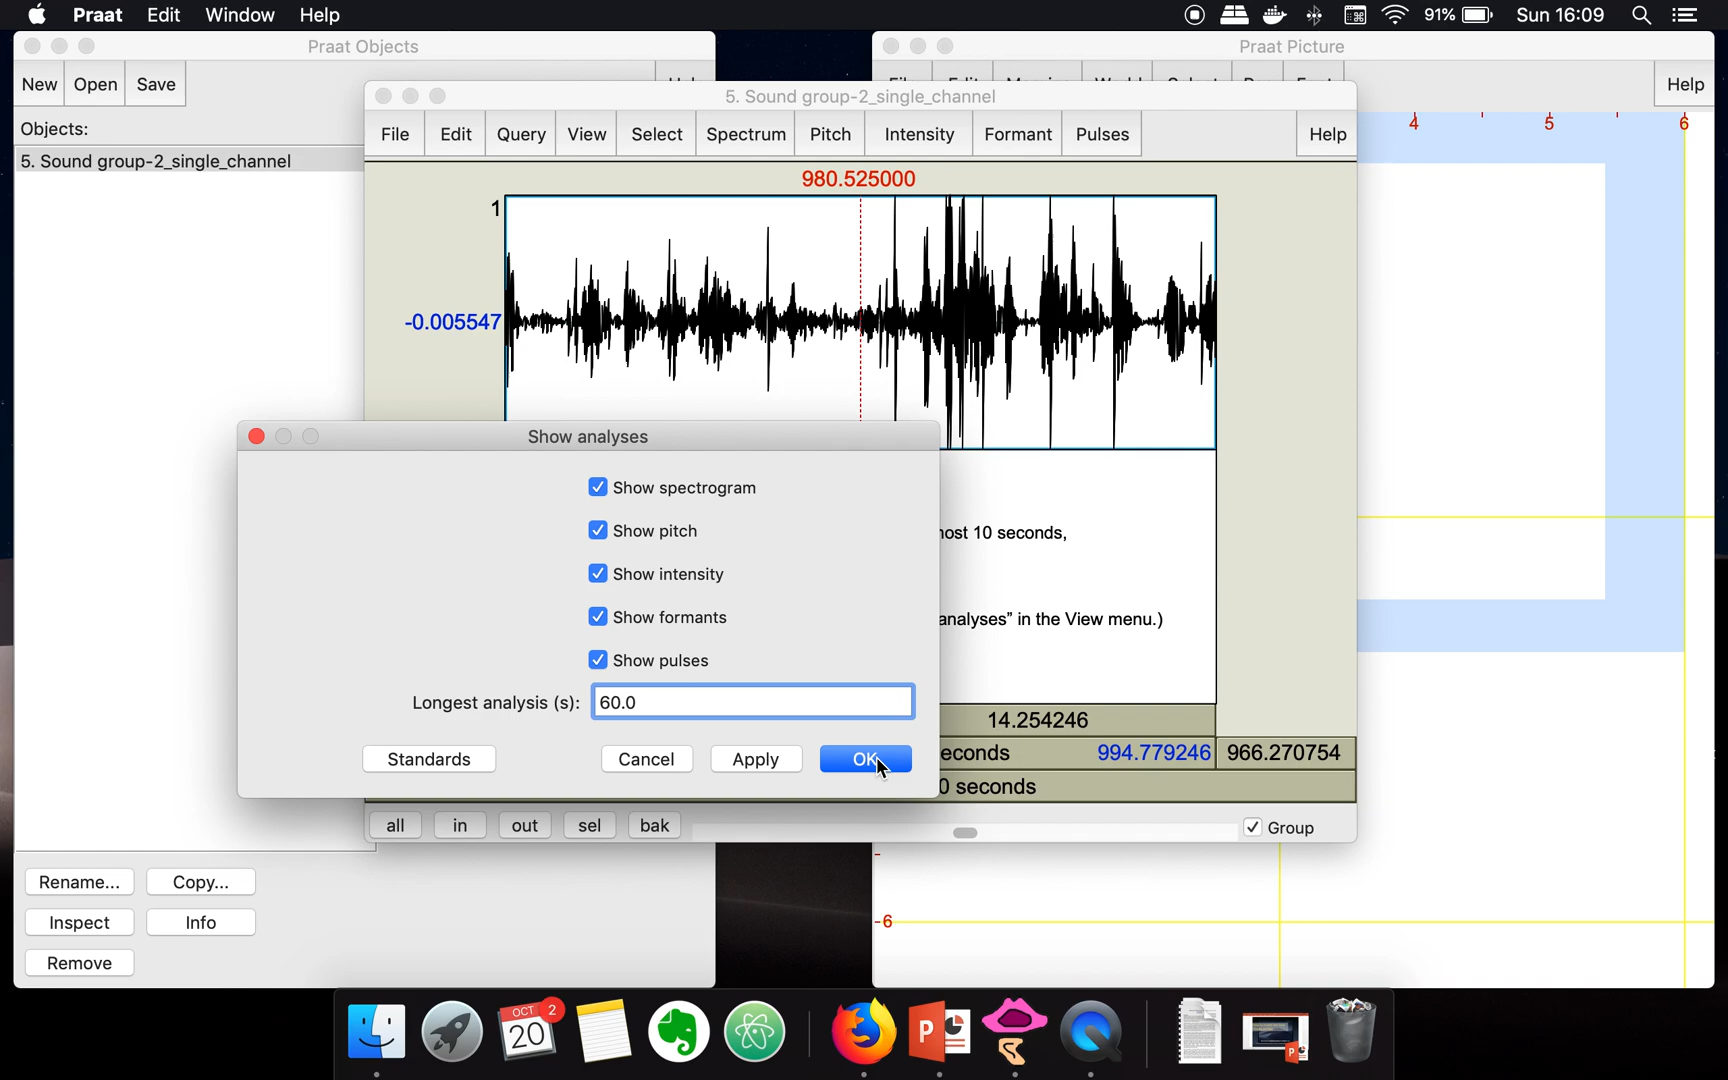 Praat Edit Window Help
91% Sun 16:09
Praat Objects
Praat Picture
New Open Save
Help
5. Sound group-2_single_channel
File Edit Query View Select Spectrum Pitch Intensity Formant Pulses Help
4 5 6
Objects:
5. Sound group-2_single_channel
980.525000
1
-0.005547
Show analyses
Show spectrogram
Show pitch
10 seconds,
Show intensity
Show formants
analyses” in the View menu.)
Show pulses
Longest analysis (s): 60.0
14.254246
Standards Cancel Apply OK
994.779246 966.270754
seconds
all in out sel bak
Group
Rename... Copy...
Inspect Info
-6
Remove
OCT
20
2